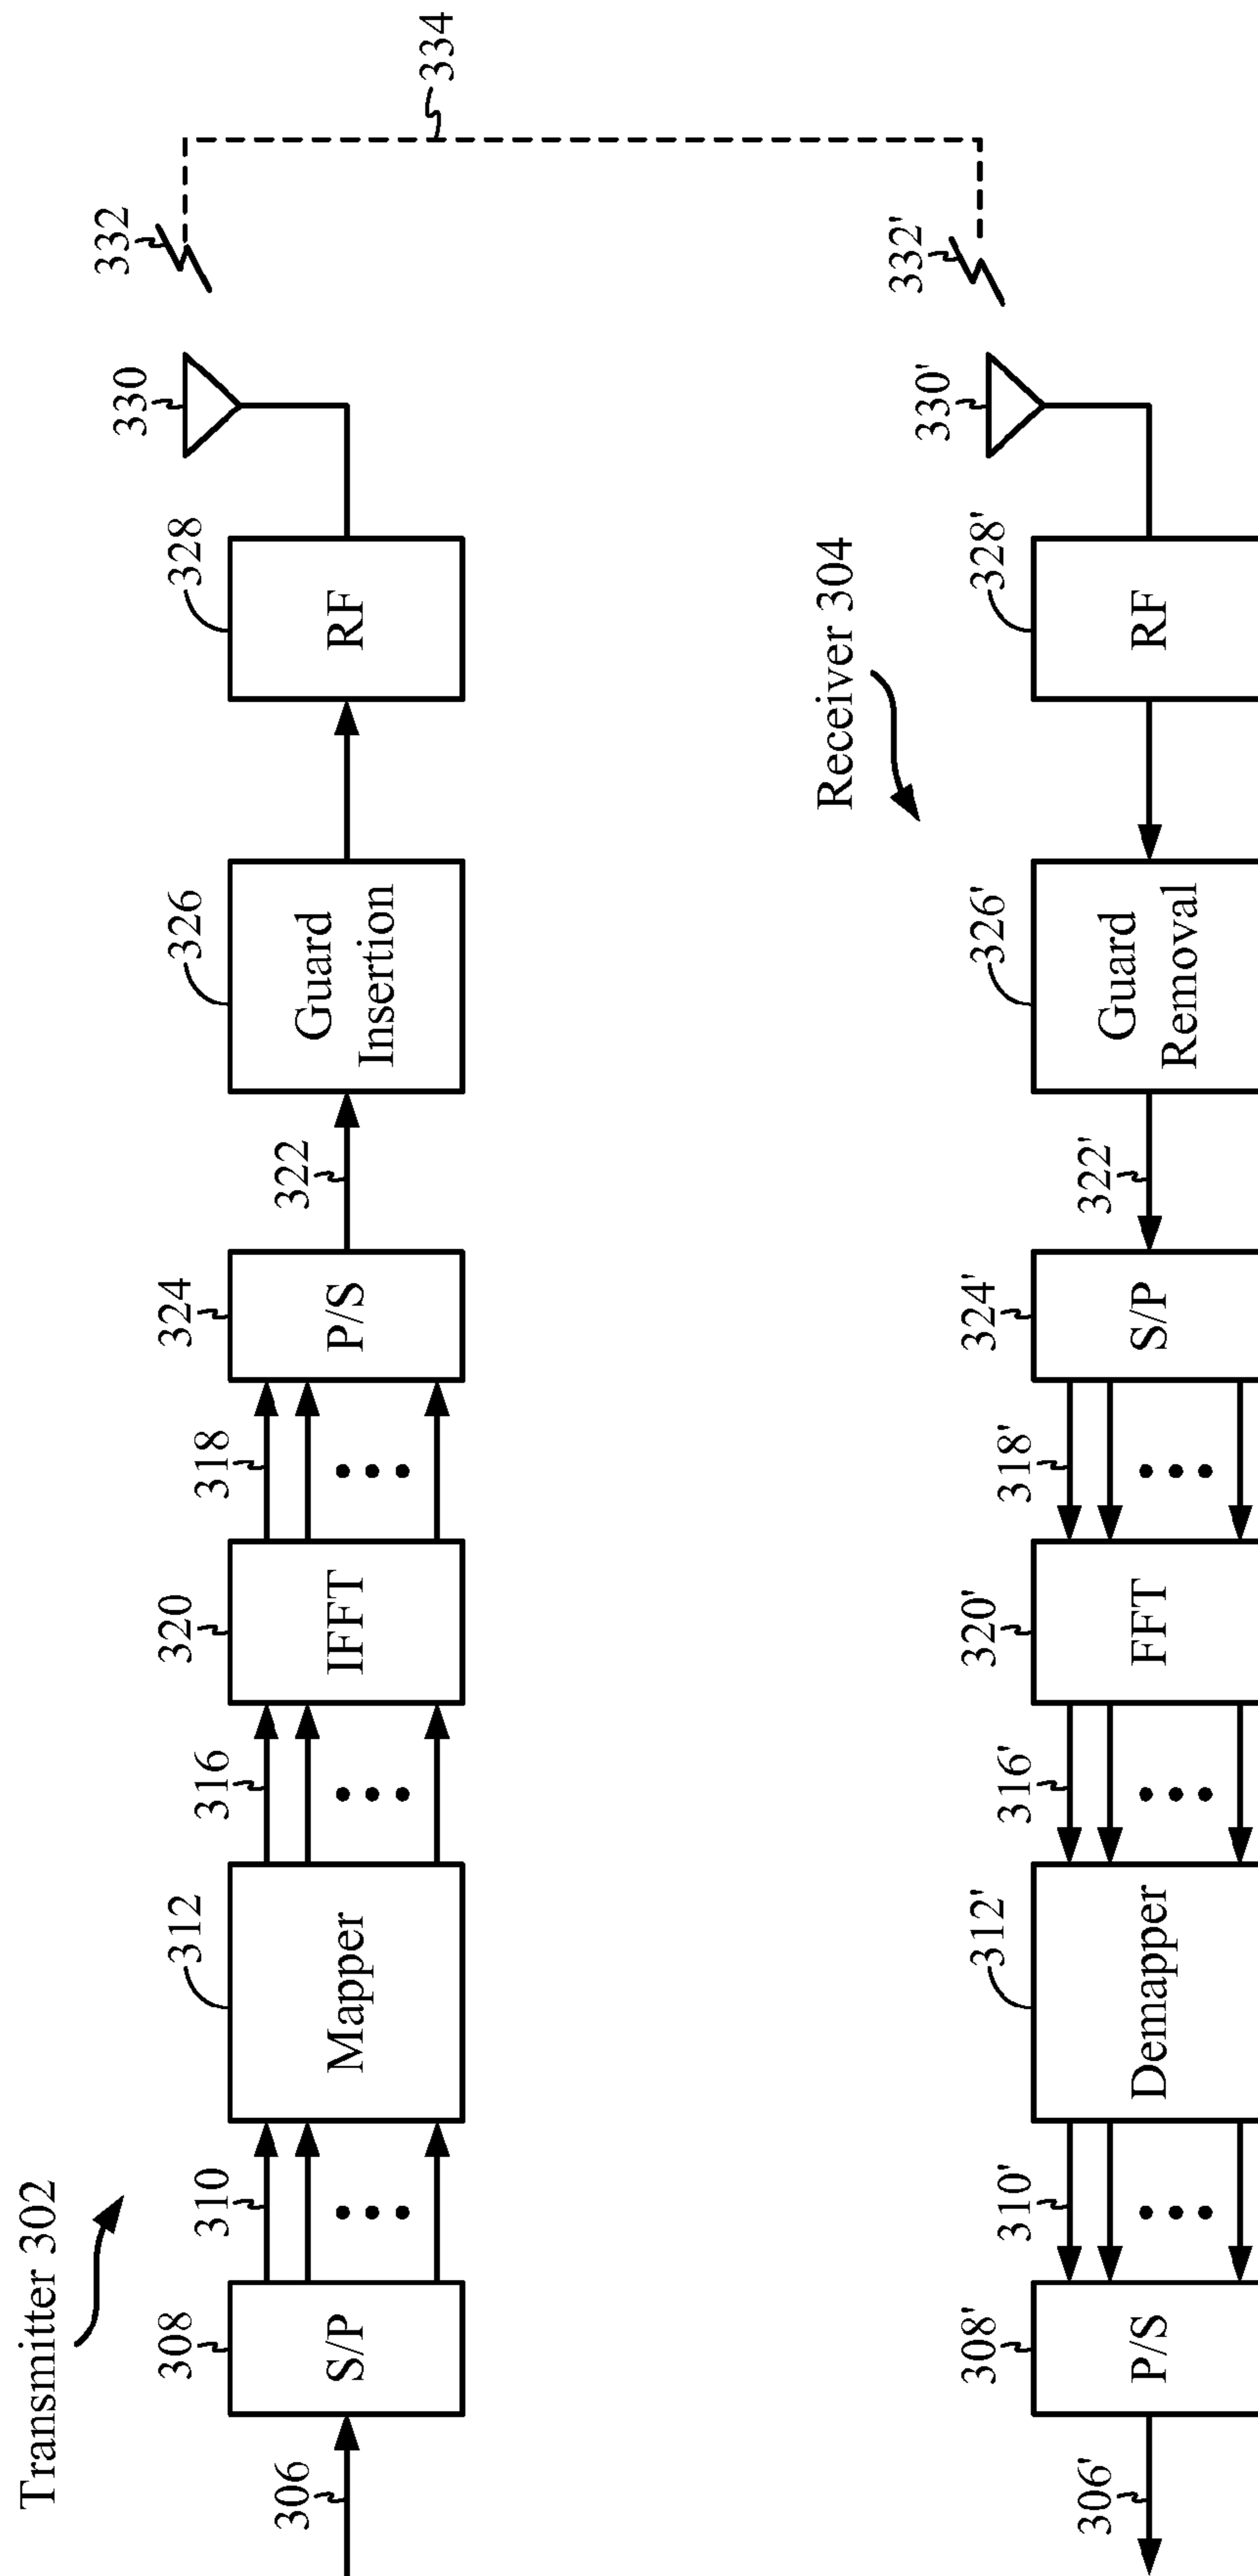 Transmitter 302
306
308
S/P
310
312
Mapper
316
320
IFFT
318
324
P/S
322
326
Guard
Insertion
328
RF
330
332
334
Receiver 304
306'
308'
P/S
310'
312'
Demapper
316'
320'
FFT
318'
324'
S/P
322'
326'
Guard
Removal
328'
RF
330'
332'